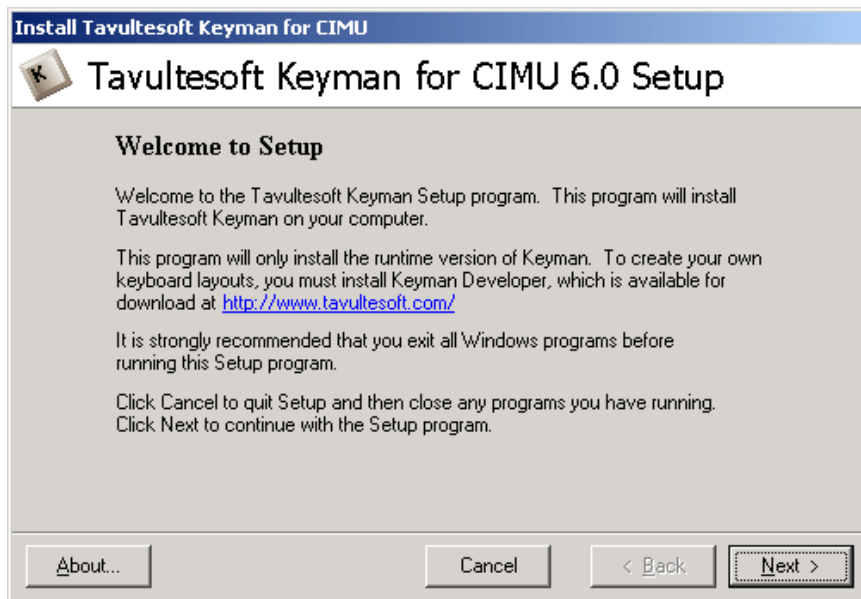 Install Tavultesoft Keyman for CIMU
K
Tavultesoft Keyman for CIMU 6.0 Setup
Welcome to Setup
Welcome to the Tavultesoft Keyman Setup program. This program will install
Tavultesoft Keyman on your computer.
This program will only install the runtime version of Keyman. To create your own
keyboard layouts, you must install Keyman Developer, which is available for
download at http://www.tavultesoft.com/
It is strongly recommended that you exit all Windows programs before
running this Setup program.
Click Cancel to quit Setup and then close any programs you have running.
Click Next to continue with the Setup program.
About... Cancel < Back Next >